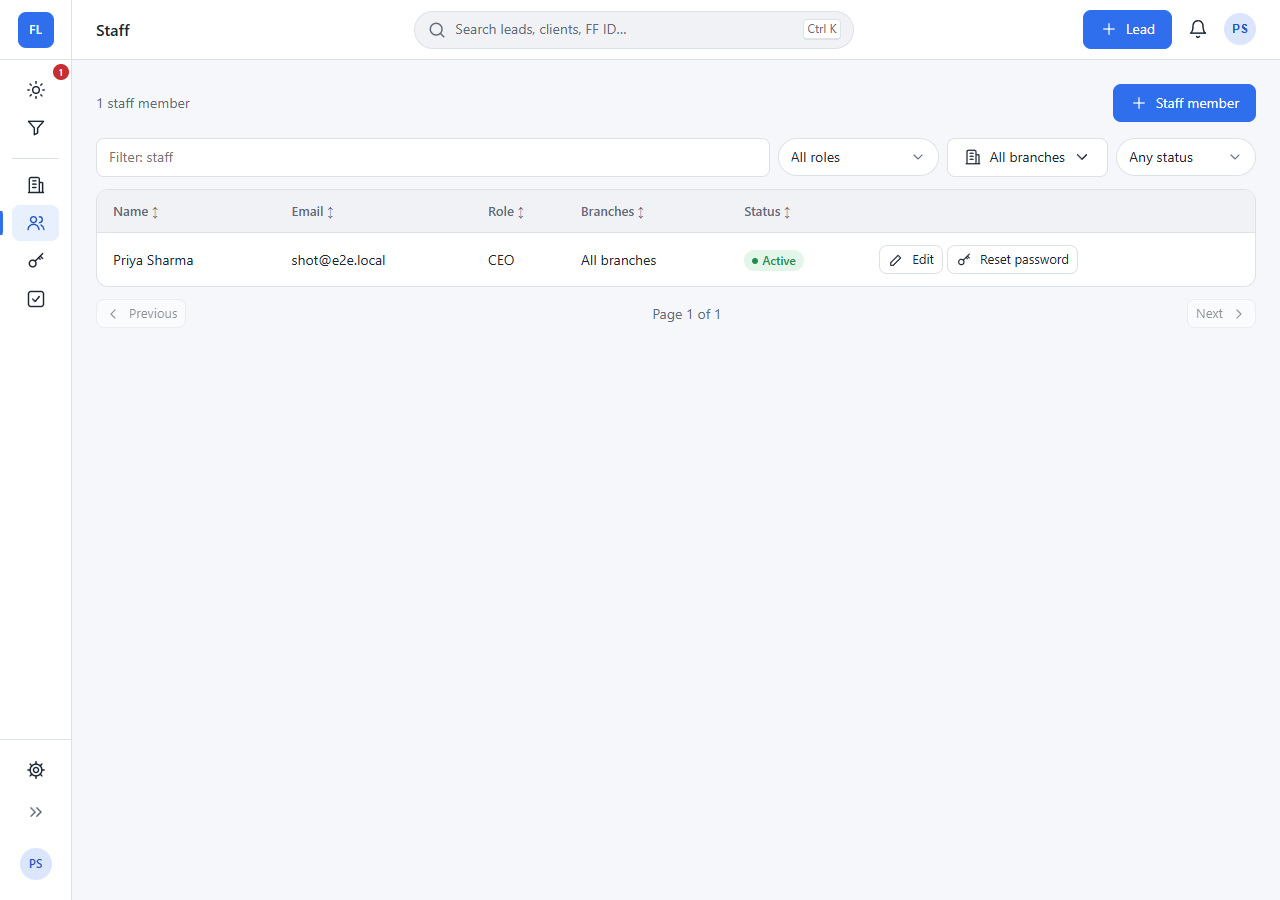 FL
Staff
Search leads, clients, FF ID...
Ctrl K
Lead
PS
1
1 staff member
Staff member
Filter: staff
All roles
All branches
Any status
Name
Email
Role
Branches
Status
Priya Sharma
shot@e2e.local
CEO
All branches
Active
Edit
Reset password
Previous
Page 1 of 1
Next
PS